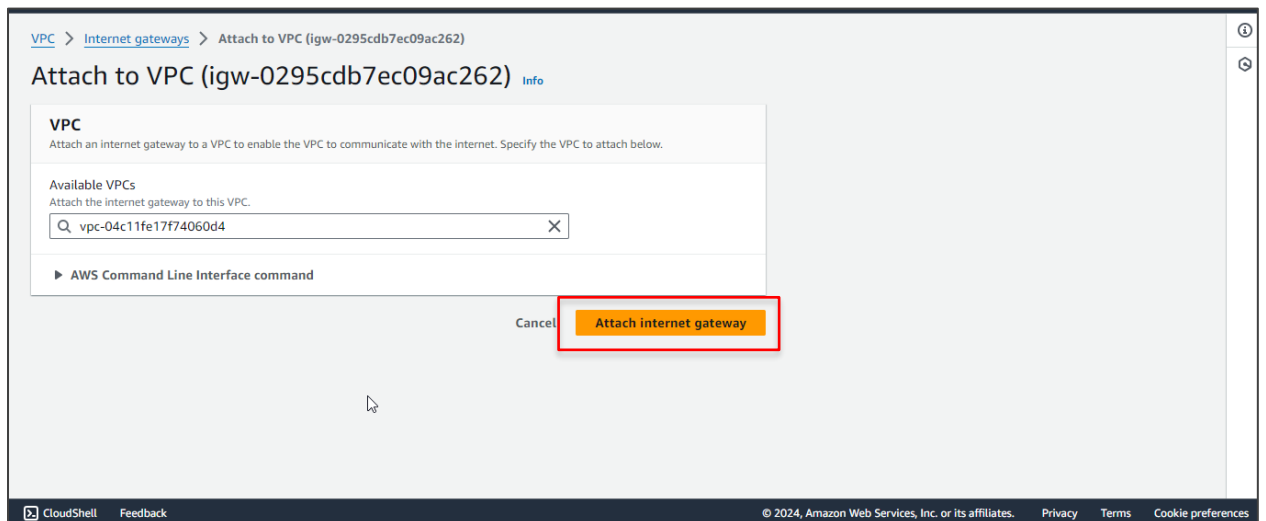 VPC > Internet gateways > Attach to VPC (igw-0295cdb7ec09ac262)
Attach to VPC (igw-0295cdb7ec09ac262) Info
VPC
Attach an internet gateway to a VPC to enable the VPC to communicate with the internet. Specify the VPC to attach below.
Available VPCs
Attach the internet gateway to this VPC.
vpc-04c11fe17f74060d4
AWS Command Line Interface command
Cancel Attach internet gateway
CloudShell Feedback © 2024, Amazon Web Services, Inc. or its affiliates. Privacy Terms Cookie preferences